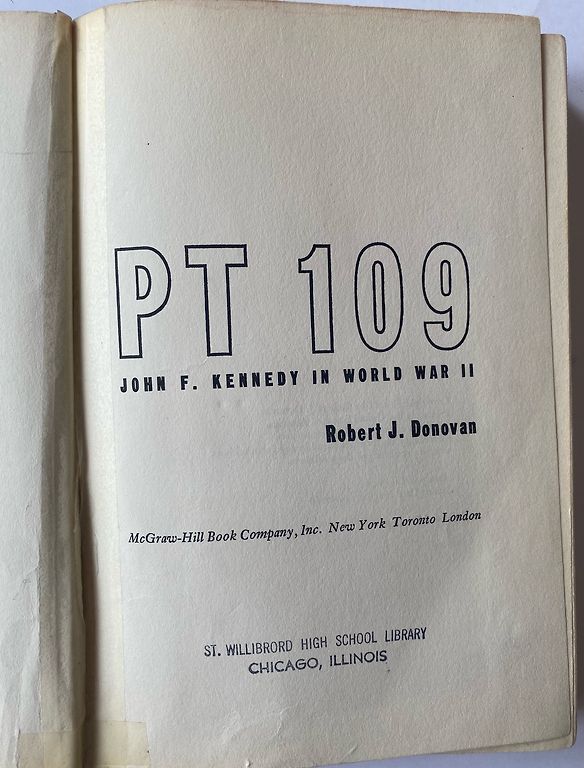 PT 109
JOHN F. KENNEDY IN WORLD WAR II
Robert J. Donovan
McGraw-Hill Book Company, Inc. New York Toronto London
ST. WILLIBRORD HIGH SCHOOL LIBRARY
CHICAGO, ILLINOIS